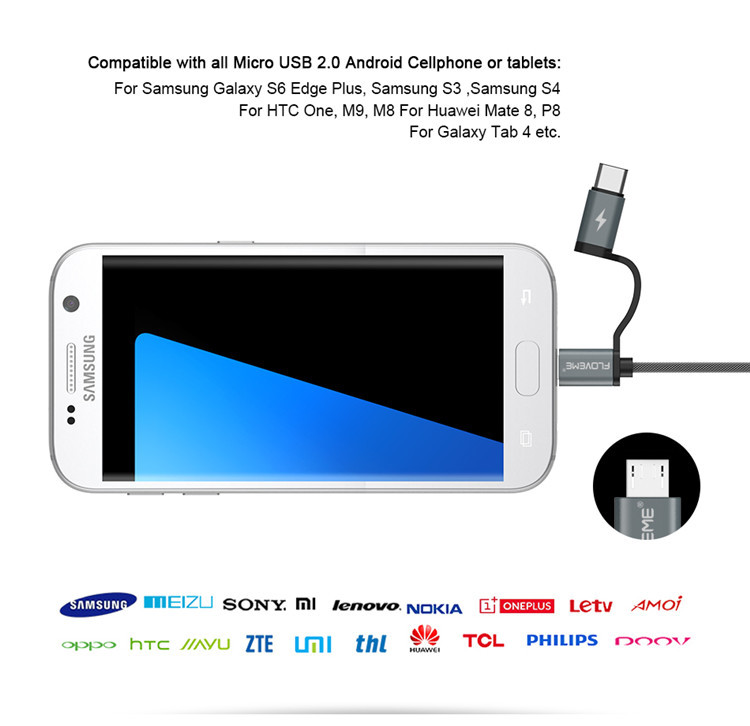 Compatible with all Micro USB 2.0 Android Cellphone or tablets:
For Samsung Galaxy S6 Edge Plus, Samsung S3 ,Samsung S4
For HTC One, M9, M8 For Huawei Mate 8, P8
For Galaxy Tab 4 etc.
SAMSUNG
FLOVEME®
FLOVEME®
SAMSUNG MEIZU SONY. mi lenovo. NOKIA 1+ ONEPLUS Letv AMOi
oppo hTC JIAYU ZTE UMI thl HUAWEI TCL PHILIPS DOOV